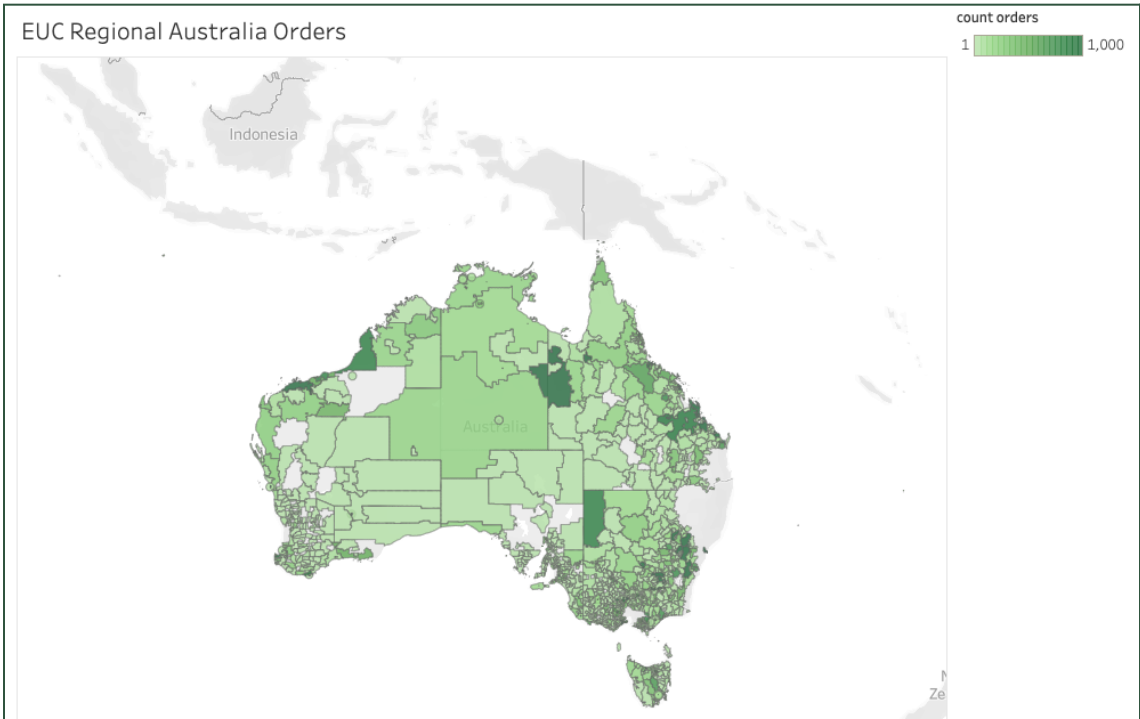 EUC Regional Australia Orders
count orders
1
1,000
Indonesia
Australia